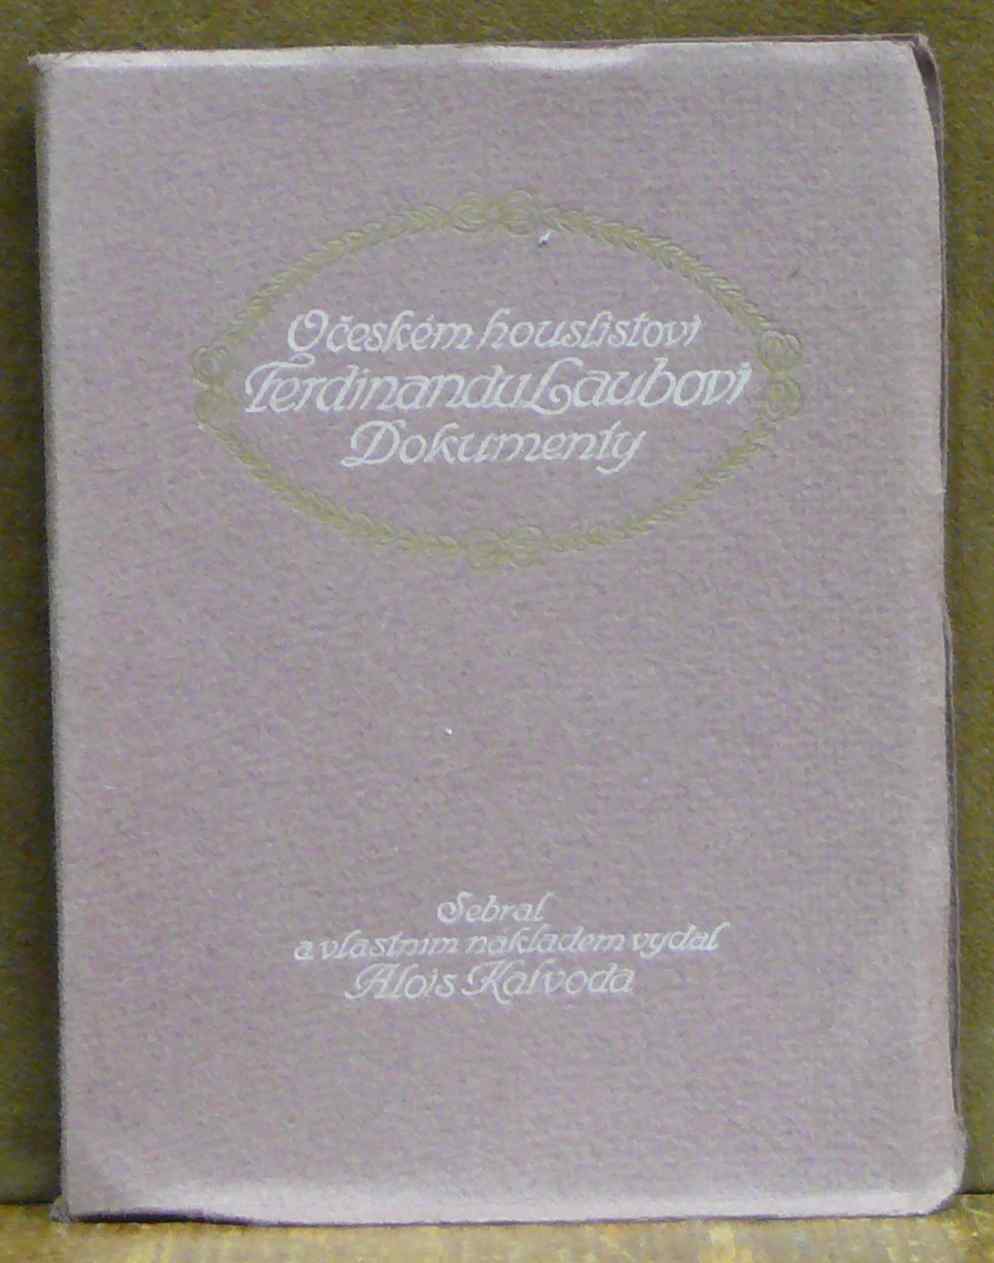 O českém houslistovi
Ferdinandu Laubovi
Dokumenty
Sebral
a vlastním nákladem vydal
Alois Kalvoda